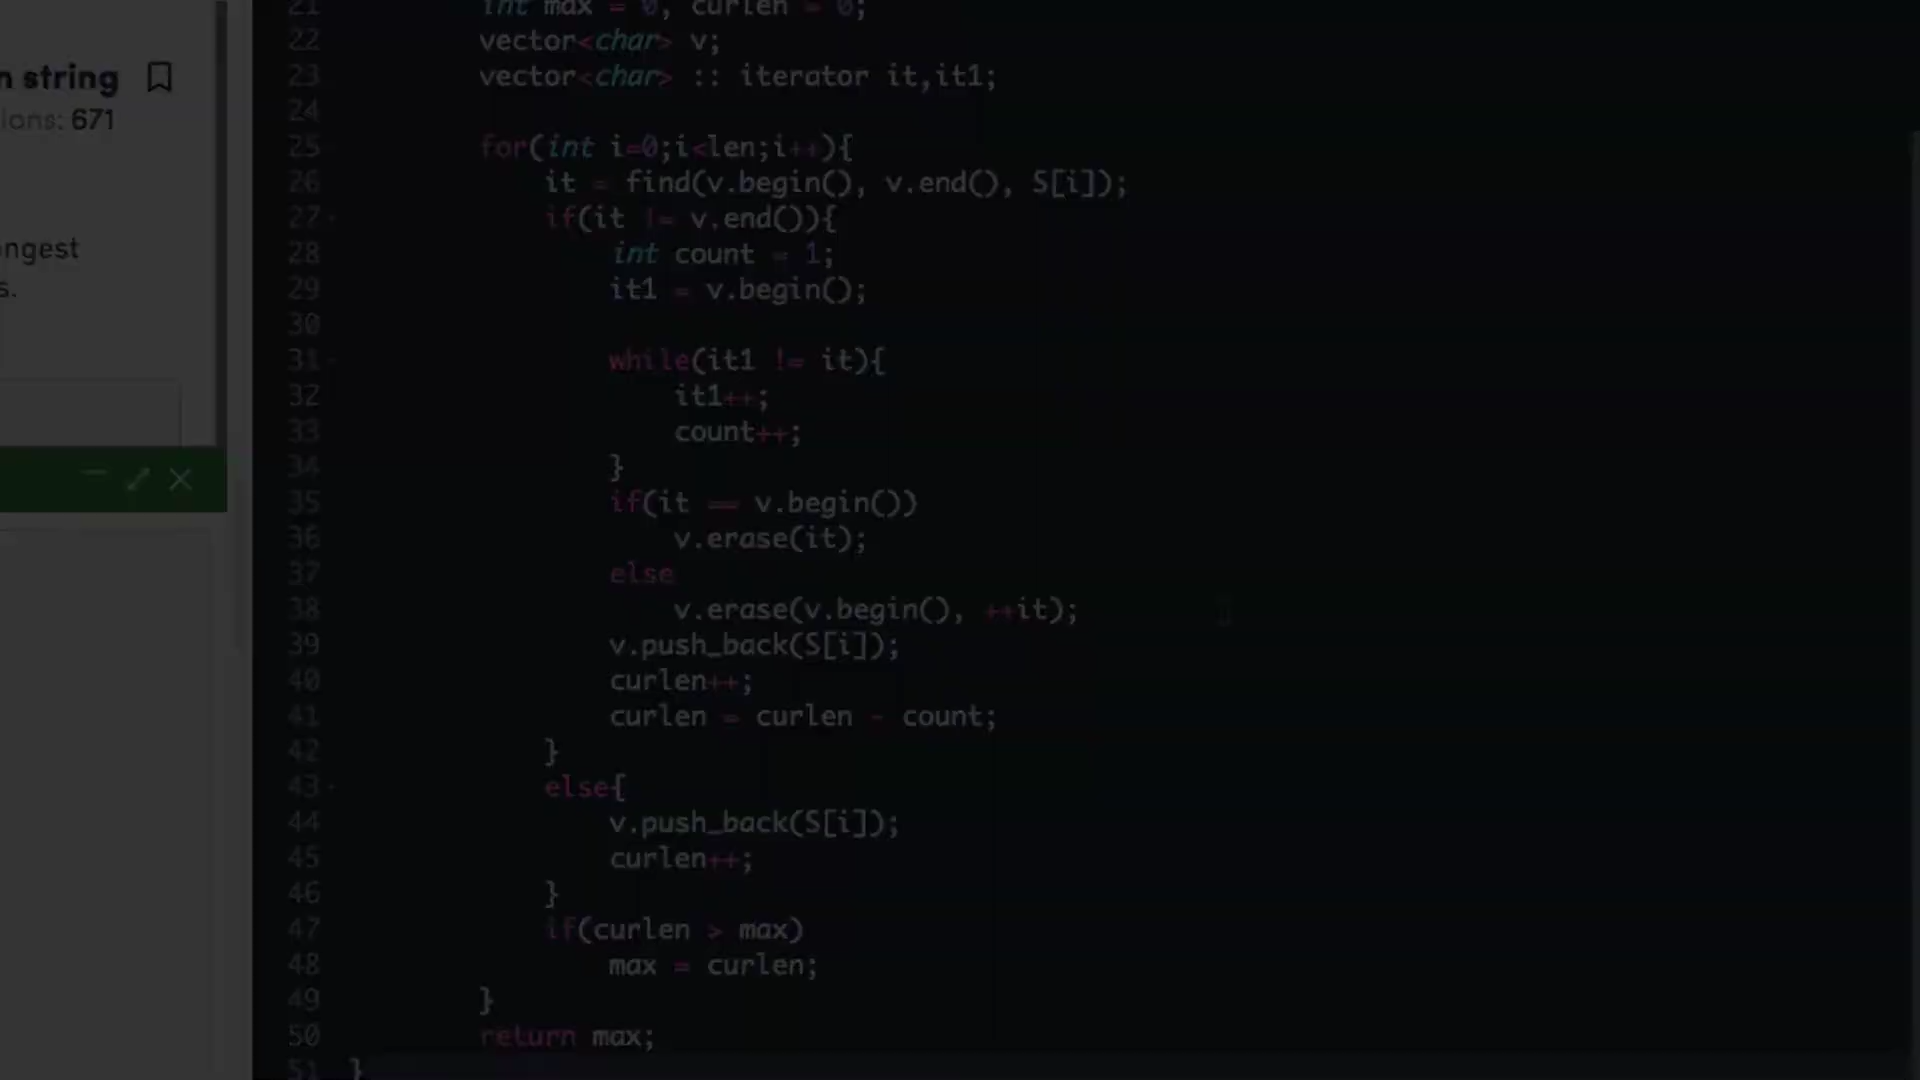 n string
ions: 671
ongest
s.
21 int max = 0, curlen = 0;
22 vector<char> v;
23 vector<char> :: iterator it,it1;
24
25 for(int i=0;i<len;i++){
26 it = find(v.begin(), v.end(), S[i]);
27 if(it != v.end()){
28 int count = 1;
29 it1 = v.begin();
30
31 while(it1 != it){
32 it1++;
33 count++;
34 }
35 if(it == v.begin())
36 v.erase(it);
37 else
38 v.erase(v.begin(), ++it);
39 v.push_back(S[i]);
40 curlen++;
41 curlen = curlen - count;
42 }
43 else{
44 v.push_back(S[i]);
45 curlen++;
46 }
47 if(curlen > max)
48 max = curlen;
49 }
50 return max;
51 }